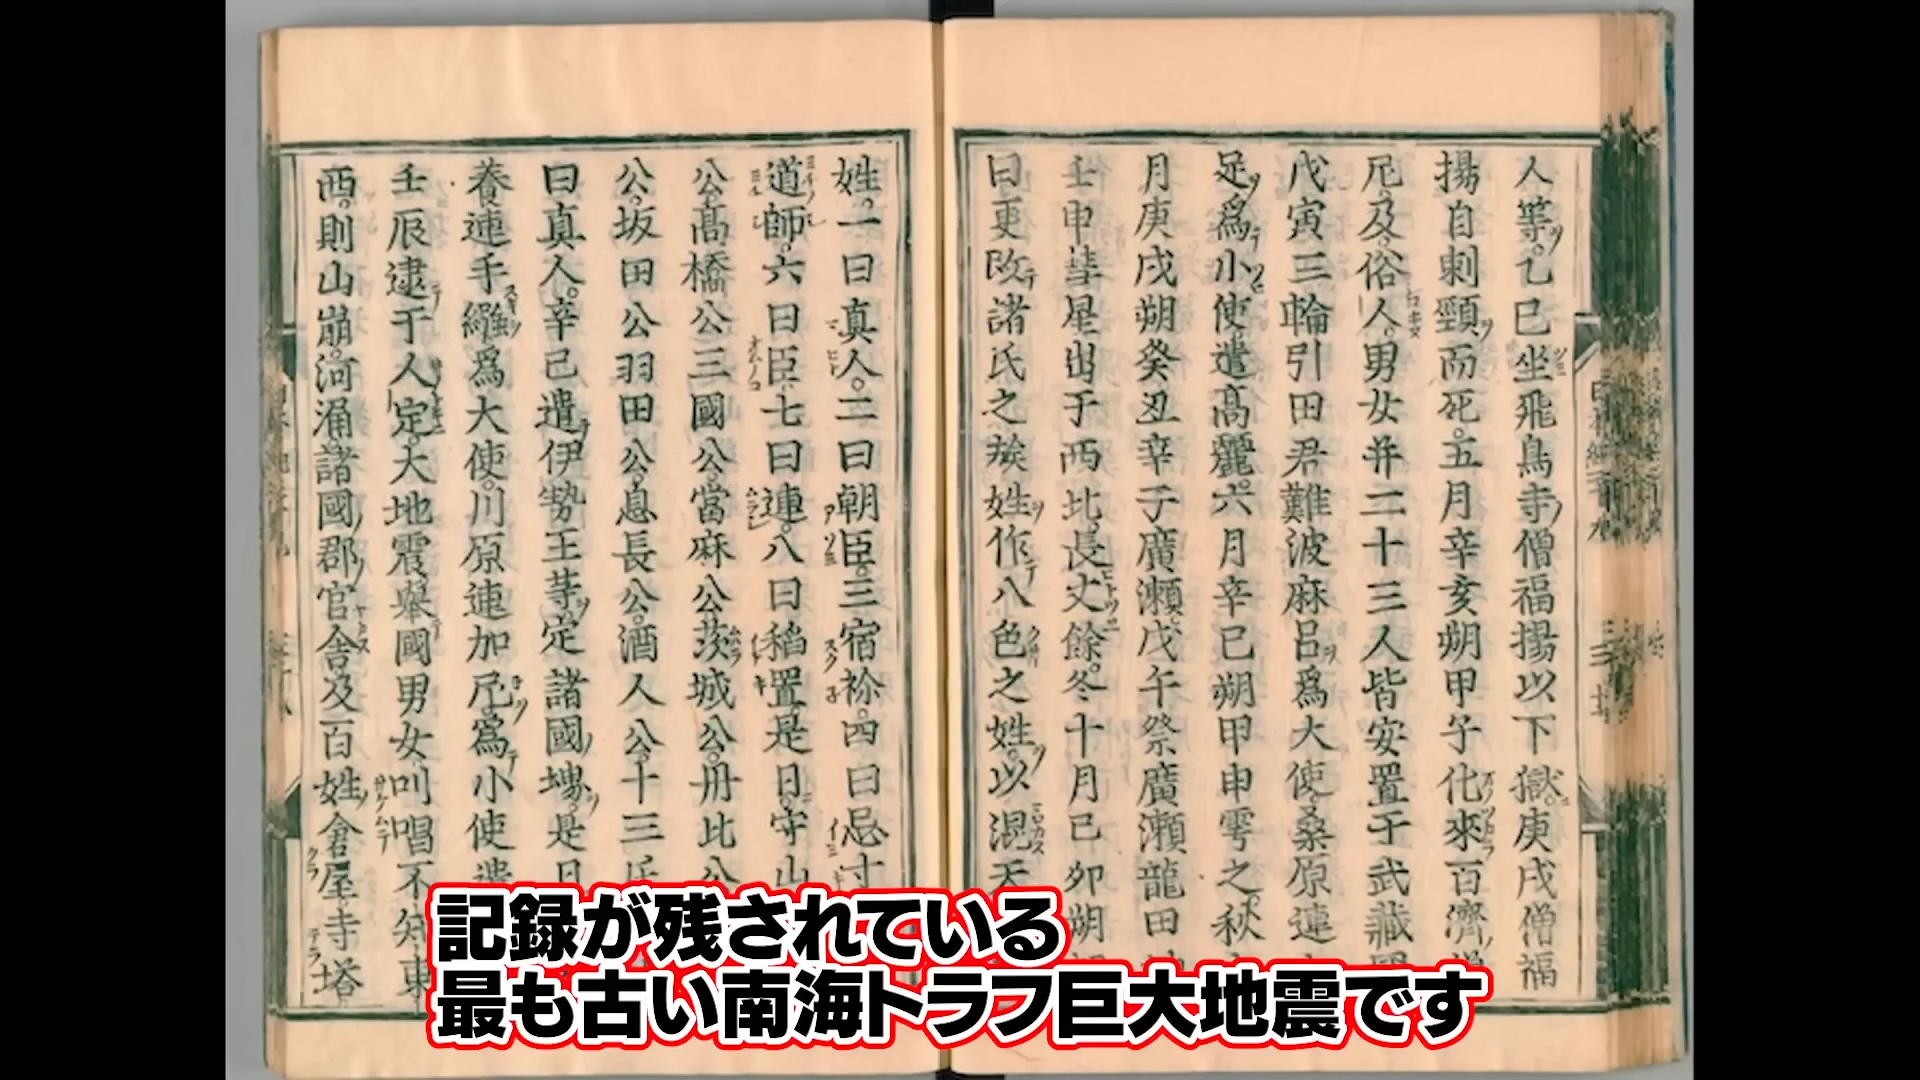 人等。乙巳坐飛鳥寺僧福揚以下獄。庚戌僧福
揚自刺頸而死。五月辛亥朔甲子化來百濟
尼及。俗人。男女并二十三人皆安置于武藏
戊寅三輪引田君難波麻呂爲大使。桑原連
足爲小使。遣高麗。六月辛巳朔甲申雩之。秋
月庚戌朔癸丑辛子廣瀬。戊午祭廣瀬龍田
壬申彗星出于西北。長丈餘。冬十月己卯朔
曰更改諸氏之族姓作八色之姓。以混天
姓。一曰真人。二曰朝臣。三宿祢。四曰忌寸
道師。六曰臣。七曰連。八曰稻置。是日。守山
公。高橋公三國公。當麻公茨城公。丹比公
公。坂田公羽田公。息長公。酒人公。十三氏
曰真人。辛巳遣伊勢王等定諸國堺。是日
養連手繦爲大使。川原連加尼。爲小使遣
壬辰逮于人定。大地震。舉國男女叫唱不知東
西。則山崩。河涌。諸國郡官舍及百姓倉屋。寺塔
記録が残されている
最も古い南海トラフ巨大地震です